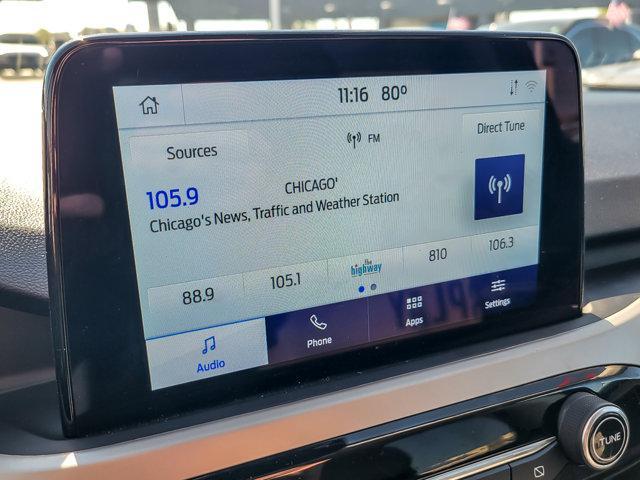 11:16 80°
Sources
FM
Direct Tune
105.9
CHICAGO'
Chicago's News, Traffic and Weather Station
88.9
105.1
the
highway
810
106.3
Audio
Phone
Apps
Settings
TUNE